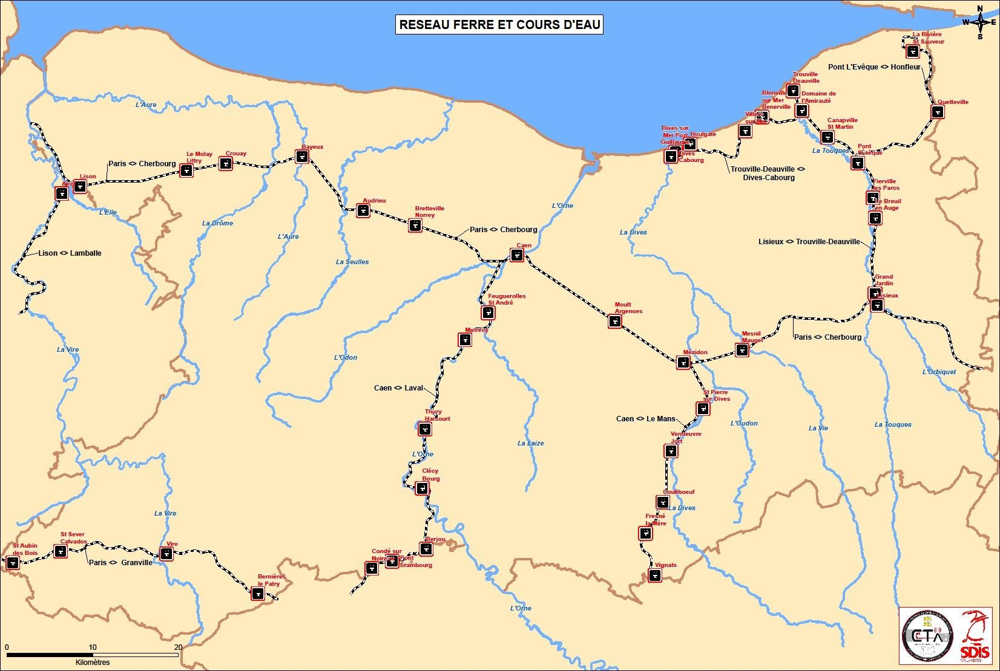 RESEAU FERRE ET COURS D'EAU
N
W
E
S
La Rivière
St Sauveur
Pont L'Evêque <> Honfleur
Trouville
Deauville
Blonville
sur Mer
Benerville
Domaine de
l'Amirauté
Quetteville
L'Aure
Villers
sur Mer
Canapville
St Martin
Dives sur
Mer Port
Guillaume
Houlgate
La Touques
Pont
l'Evêque
Bayeux
Le Molay
Littry
Crouay
Paris <> Cherbourg
Dives
Cabourg
Trouville-Deauville <>
Dives-Cabourg
Lison
Airel
Fierville
les Parcs
Le Breuil
en Auge
Audrieu
Bretteville
Norrey
L'Orne
L'Elle
La Drôme
L'Aure
Paris <> Cherbourg
La Dives
Lisieux <> Trouville-Deauville
Caen
Lison <> Lamballe
La Seulles
Grand
Jardin
Lisieux
Feuguerolles
St André
Moult
Argences
Mutrecy
Mesnil
Mauger
Paris <> Cherbourg
La Vire
L'Odon
Mézidon
L'Orbiquet
Caen <> Laval
St Pierre
sur Dives
Thury
Harcourt
Caen <> Le Mans
L'Oudon
La Vie
La Touques
Vendeuvre
Jort
La Laize
L'Orne
Clécy
Bourg
Couliboeuf
La Dives
La Vire
Fresné
la Mère
St Sever
Calvados
St Aubin
des Bois
Vire
Berjou
Condé sur
Noireau
Pont
Erambourg
Paris <> Granville
Vignats
Bernières
le Patry
L'Orne
0
10
20
Kilomètres
CTA
SDIS
CALVADOS